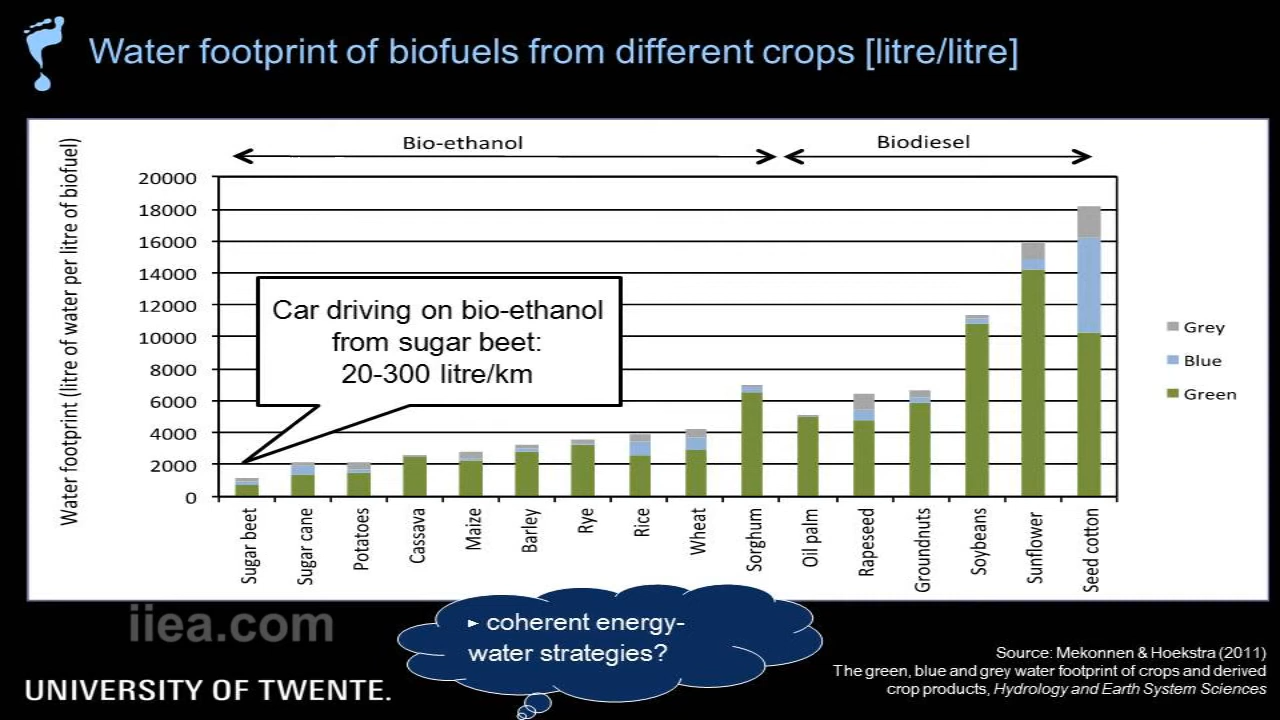 Water footprint of biofuels from different crops [litre/litre]
Bio-ethanol
Biodiesel
Water footprint (litre of water per litre of biofuel)
20000
18000
16000
14000
12000
10000
8000
6000
4000
2000
0
Car driving on bio-ethanol
from sugar beet:
20-300 litre/km
Grey
Blue
Green
Sugar beet
Sugar cane
Potatoes
Cassava
Maize
Barley
Rye
Rice
Wheat
Sorghum
Oil palm
Rapeseed
Groundnuts
Soybeans
Sunflower
Seed cotton
iiea.com
► coherent energy-
water strategies?
UNIVERSITY OF TWENTE.
Source: Mekonnen & Hoekstra (2011)
The green, blue and grey water footprint of crops and derived
crop products, Hydrology and Earth System Sciences